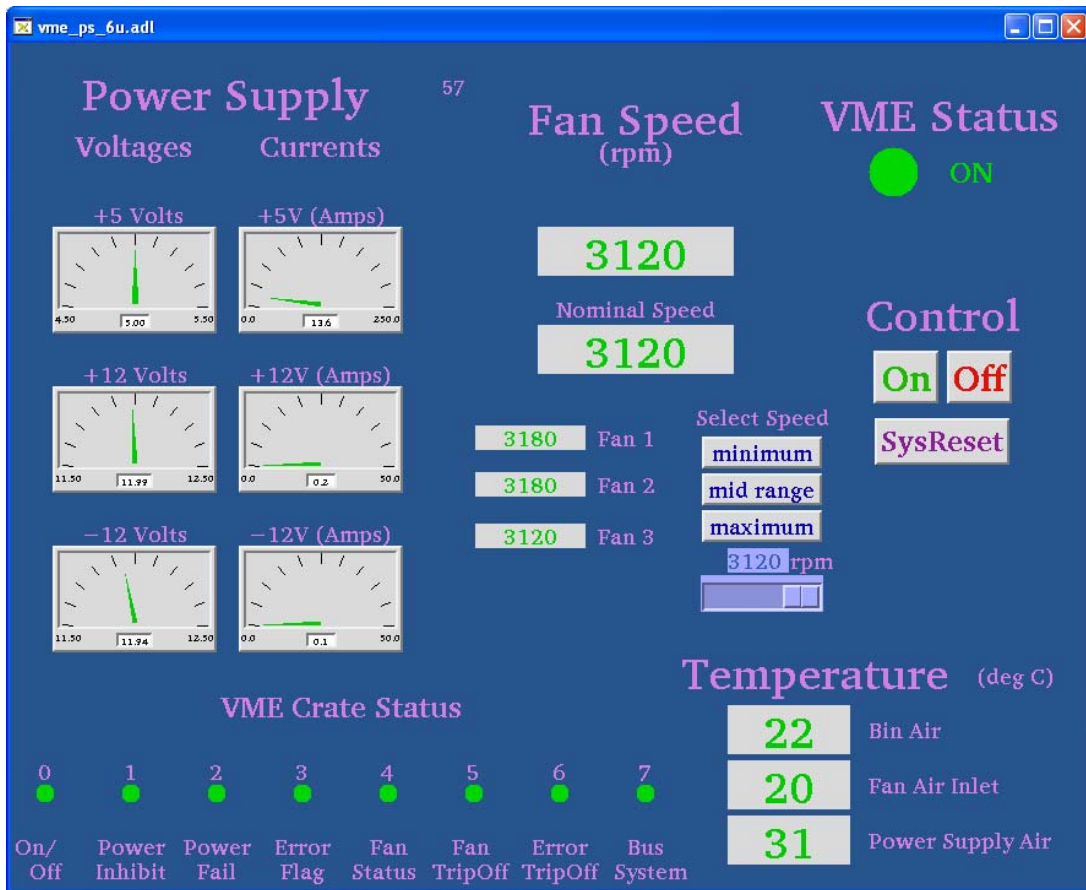 vme_ps_6u.adl
Power Supply
57
Voltages
Currents
+5 Volts
4.50
5.00
5.50
+5V (Amps)
0.0
13.6
250.0
+12 Volts
11.50
11.99
12.50
+12V (Amps)
0.0
0.2
50.0
−12 Volts
11.50
11.94
12.50
−12V (Amps)
0.0
0.1
50.0
Fan Speed
(rpm)
3120
Nominal Speed
3120
3180 Fan 1
3180 Fan 2
3120 Fan 3
Select Speed
minimum
mid range
maximum
3120 rpm
VME Status
ON
Control
On
Off
SysReset
Temperature (deg C)
22 Bin Air
20 Fan Air Inlet
31 Power Supply Air
VME Crate Status
0
On/
Off
1
Power
Inhibit
2
Power
Fail
3
Error
Flag
4
Fan
Status
5
Fan
TripOff
6
Error
TripOff
7
Bus
System